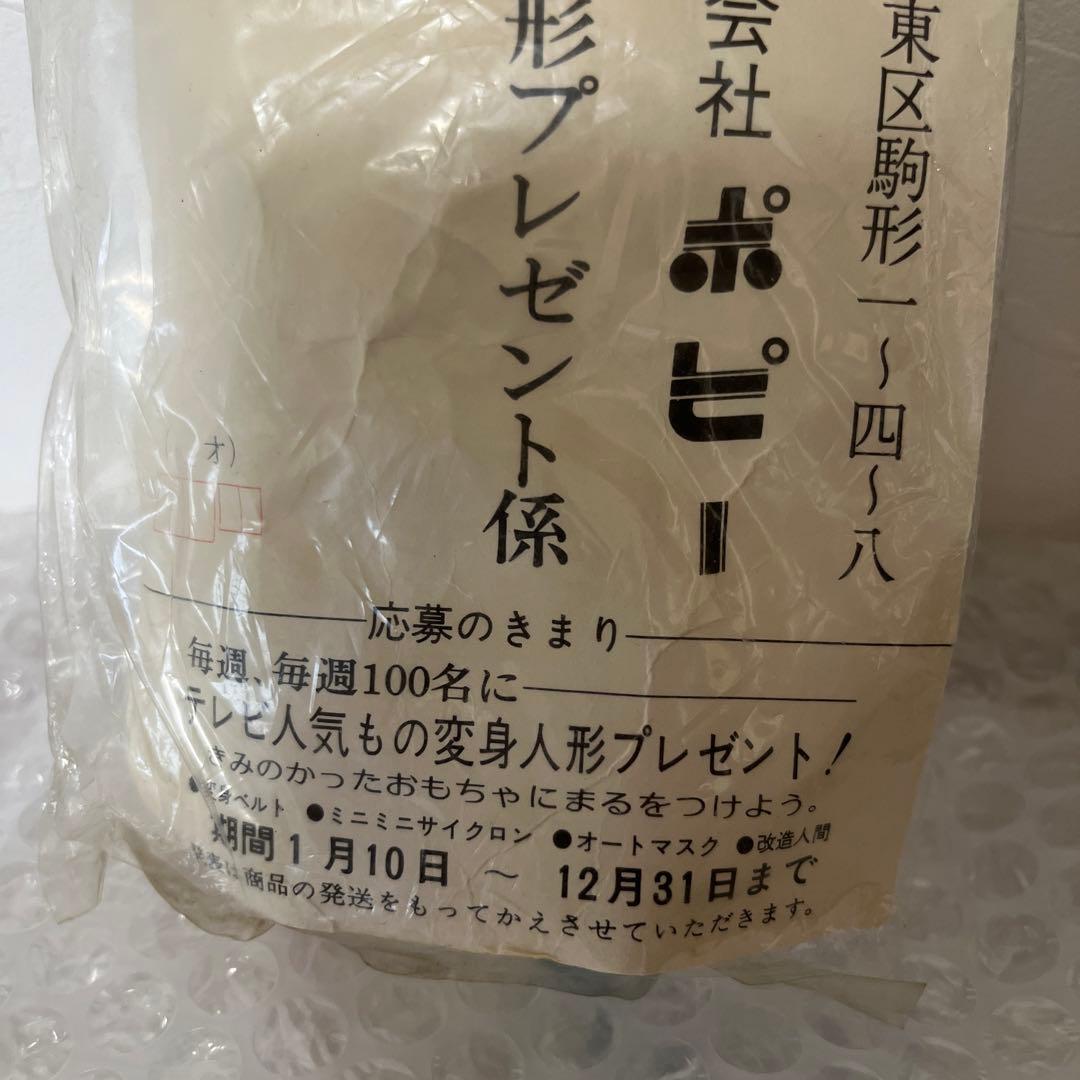 東区駒形一〜四〜八
会社ポピー
形プレゼント係
オ)
応募のきまり
毎週、毎週100名に
テレビ人気もの変身人形プレゼント!
きみのかったおもちゃにまるをつけよう。
●変身ベルト ●ミニミニサイクロン ●オートマスク ●改造人間
期間1月10日 〜 12月31日まで
発表は商品の発送をもってかえさせていただきます。